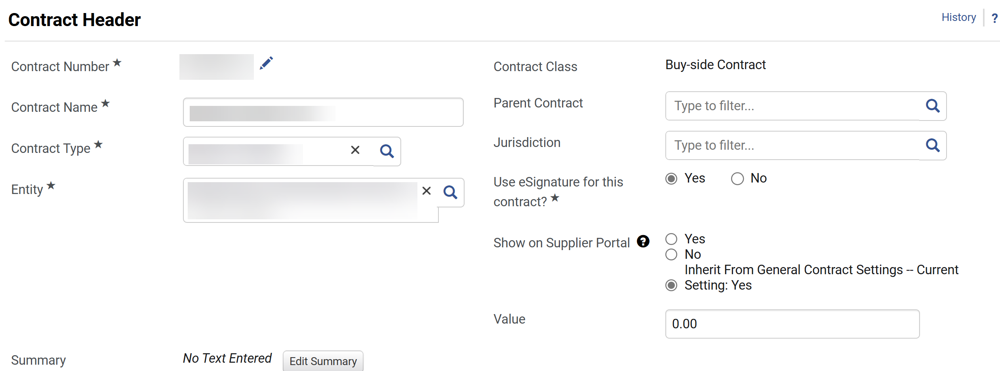 Contract Header
History
?
Contract Number ★
Contract Name ★
Contract Type ★
Entity ★
Summary
No Text Entered
Edit Summary
Contract Class
Buy-side Contract
Parent Contract
Type to filter...
Jurisdiction
Type to filter...
Use eSignature for this
contract? ★
Yes
No
Show on Supplier Portal ?
Yes
No
Inherit From General Contract Settings -- Current
Setting: Yes
Value
0.00